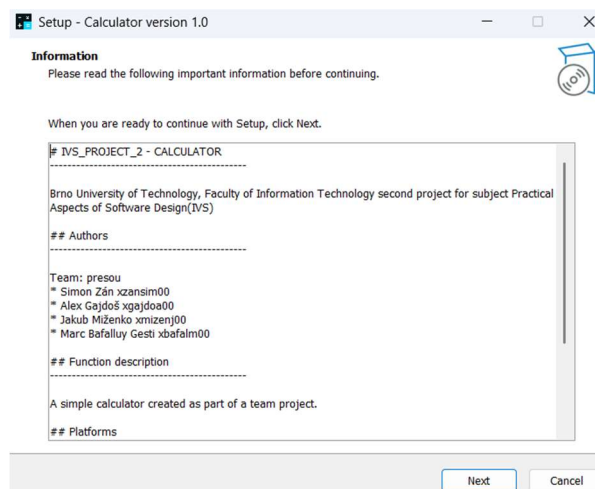 Setup - Calculator version 1.0
Information
Please read the following important information before continuing.
When you are ready to continue with Setup, click Next.
# IVS_PROJECT_2 - CALCULATOR
--------------------------------------------
Brno University of Technology, Faculty of Information Technology second project for subject Practical
Aspects of Software Design(IVS)
## Authors
--------------------------------------------
Team: presou
* Simon Zán xzansim00
* Alex Gajdoš xgajdoa00
* Jakub Miženko xmizenj00
* Marc Bafalluy Gesti xbafalm00
## Function description
--------------------------------------------
A simple calculator created as part of a team project.
## Platforms
Next
Cancel